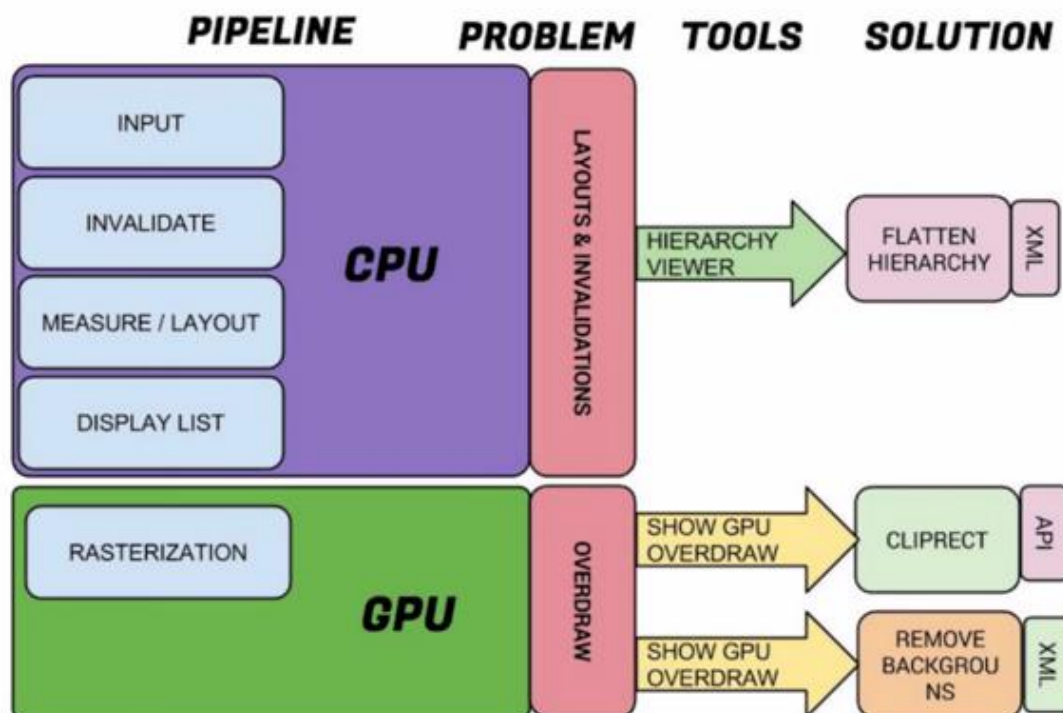 PIPELINE PROBLEM TOOLS SOLUTION
INPUT
INVALIDATE
MEASURE / LAYOUT
DISPLAY LIST
CPU
LAYOUTS & INVALIDATIONS
HIERARCHY
VIEWER
FLATTEN
HIERARCHY
XML
RASTERIZATION
GPU
OVERDRAW
SHOW GPU
OVERDRAW
CLIPRECT
API
SHOW GPU
OVERDRAW
REMOVE
BACKGROU
NS
XML